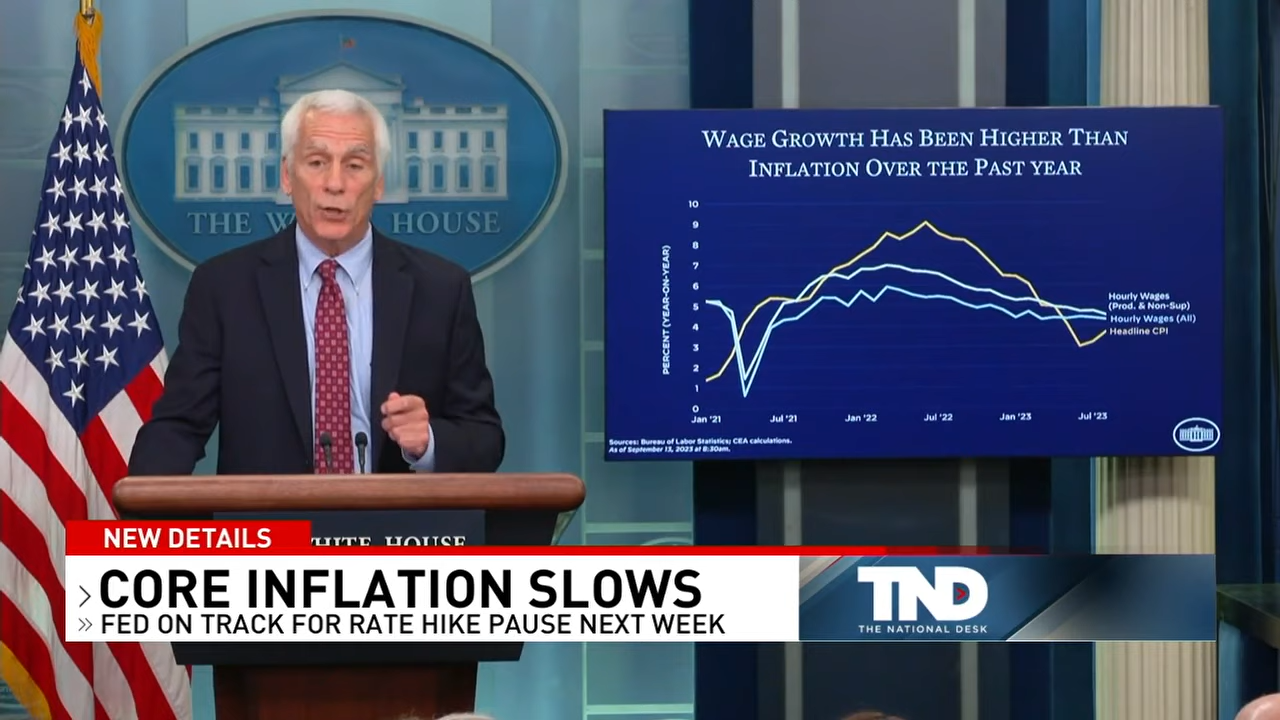 THE W HOUSE
WAGE GROWTH HAS BEEN HIGHER THAN
INFLATION OVER THE PAST YEAR
PERCENT (YEAR-ON-YEAR)
10
9
8
7
6
5
4
3
2
1
0
Jan '21
Jul '21
Jan '22
Jul '22
Jan '23
Jul '23
Hourly Wages
(Prod. & Non-Sup)
Hourly Wages (All)
Headline CPI
Sources: Bureau of Labor Statistics; CEA calculations.
As of September 13, 2023 at 8:30am.
WHITE HOUSE
NEW DETAILS
CORE INFLATION SLOWS
FED ON TRACK FOR RATE HIKE PAUSE NEXT WEEK
TND
THE NATIONAL DESK